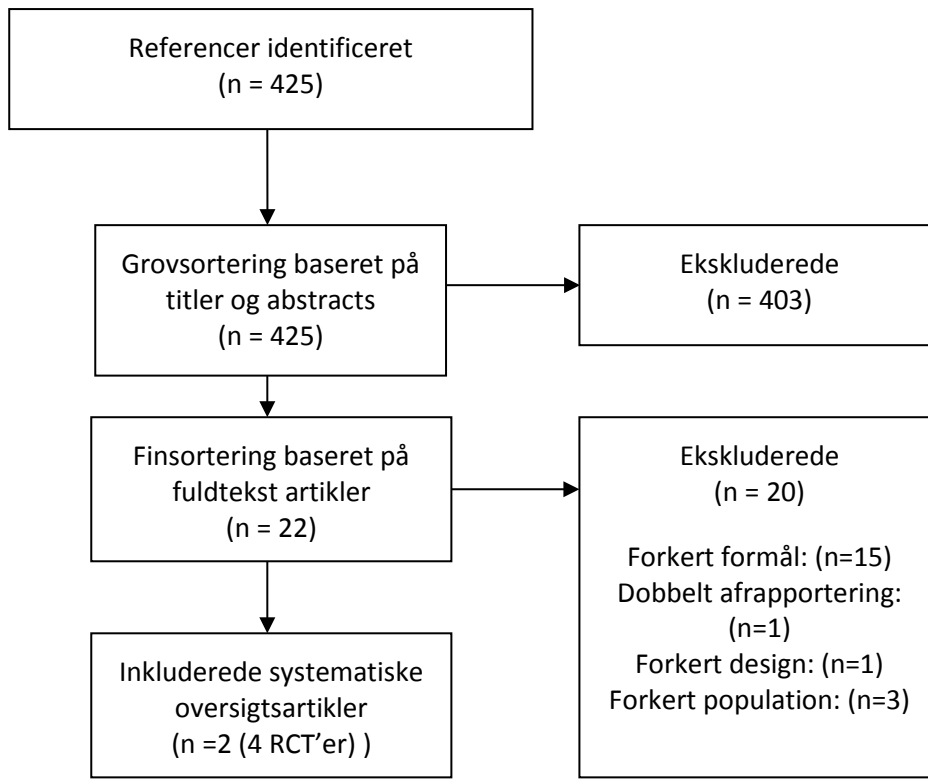 Referencer identificeret
(n = 425)
Grovsortering baseret på
titler og abstracts
(n = 425)
Ekskluderede
(n = 403)
Finsortering baseret på
fuldtekst artikler
(n = 22)
Ekskluderede
(n = 20)
Forkert formål: (n=15)
Dobbelt afrapportering:
(n=1)
Forkert design: (n=1)
Forkert population: (n=3)
Inkluderede systematiske
oversigtsartikler
(n =2 (4 RCT’er) )